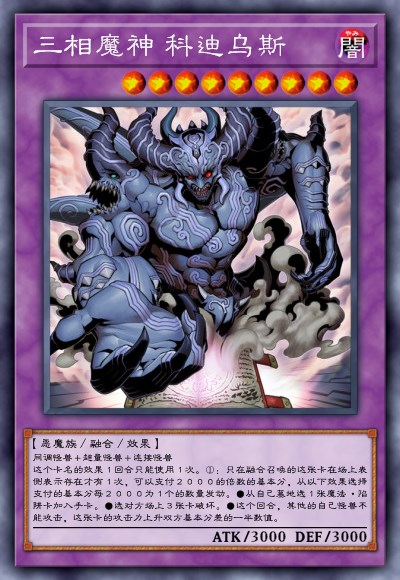 三相魔神 科迪乌斯
やみ
闇
【恶魔族／融合／效果】
同调怪兽＋超量怪兽＋连接怪兽
这个卡名的效果1回合只能使用1次。①：只在融合召唤的这张卡在场上表
侧表示存在才有1次，可以支付2000的倍数的基本分，从以下效果选择
支付的基本分每2000为1个的数量发动。●从自己墓地选1张魔法·陷
阱卡加入手卡。●选对方场上3张卡破坏。●这个回合，其他的自己怪兽不
能攻击，这张卡的攻击力上升双方基本分差的一半数值。
ATK/3000 DEF/3000